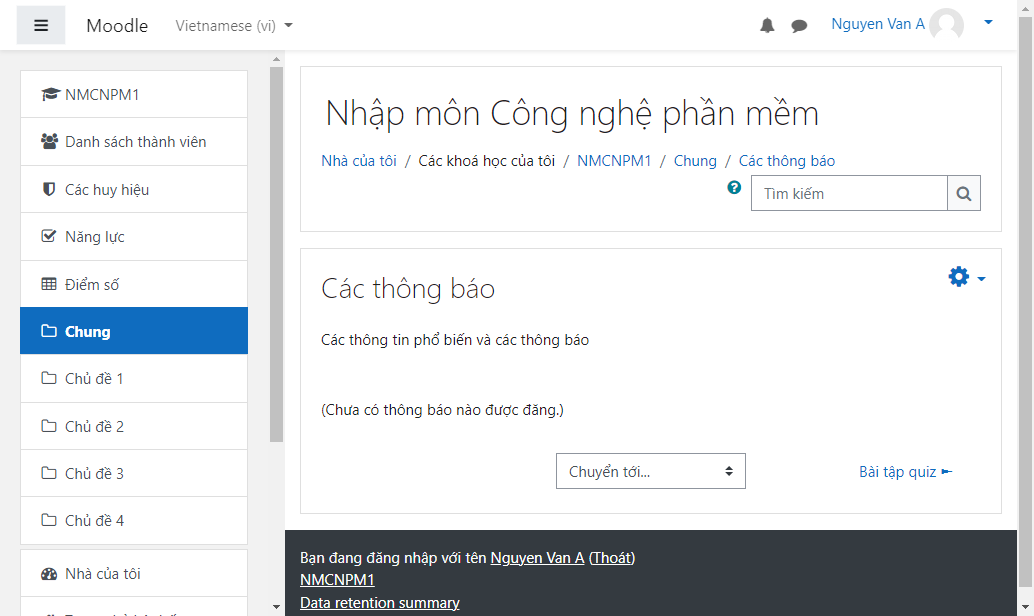 Moodle Vietnamese (vi) Nguyen Van A
NMCNPM1
Danh sách thành viên
Các huy hiệu
Năng lực
Điểm số
Chung
Chủ đề 1
Chủ đề 2
Chủ đề 3
Chủ đề 4
Nhà của tôi
Nhập môn Công nghệ phần mềm
Nhà của tôi / Các khoá học của tôi / NMCNPM1 / Chung / Các thông báo
Tìm kiếm
Các thông báo
Các thông tin phổ biến và các thông báo
(Chưa có thông báo nào được đăng.)
Chuyển tới... Bài tập quiz ►
Bạn đang đăng nhập với tên Nguyen Van A (Thoát)
NMCNPM1
Data retention summary